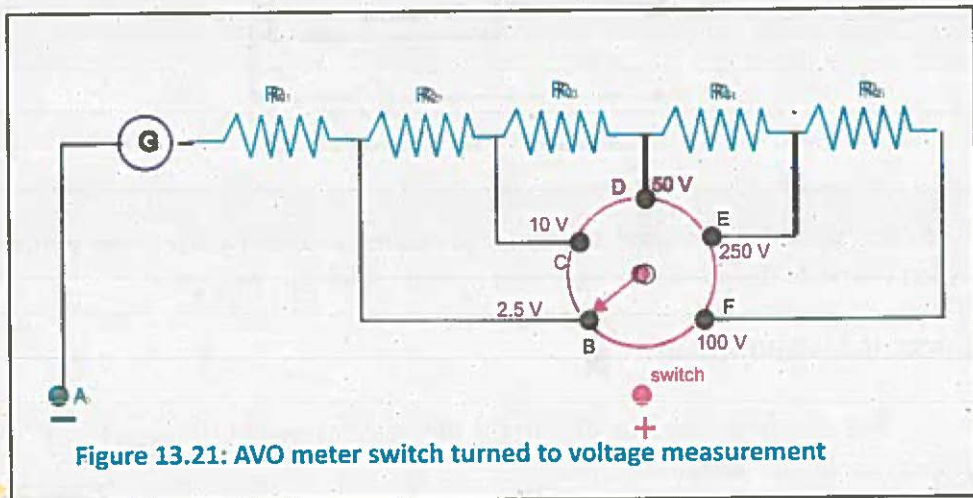 G
D 50 V
10 V
E
C
250 V
2.5 V
F
B
100 V
A
switch
−
+
Figure 13.21: AVO meter switch turned to voltage measurement